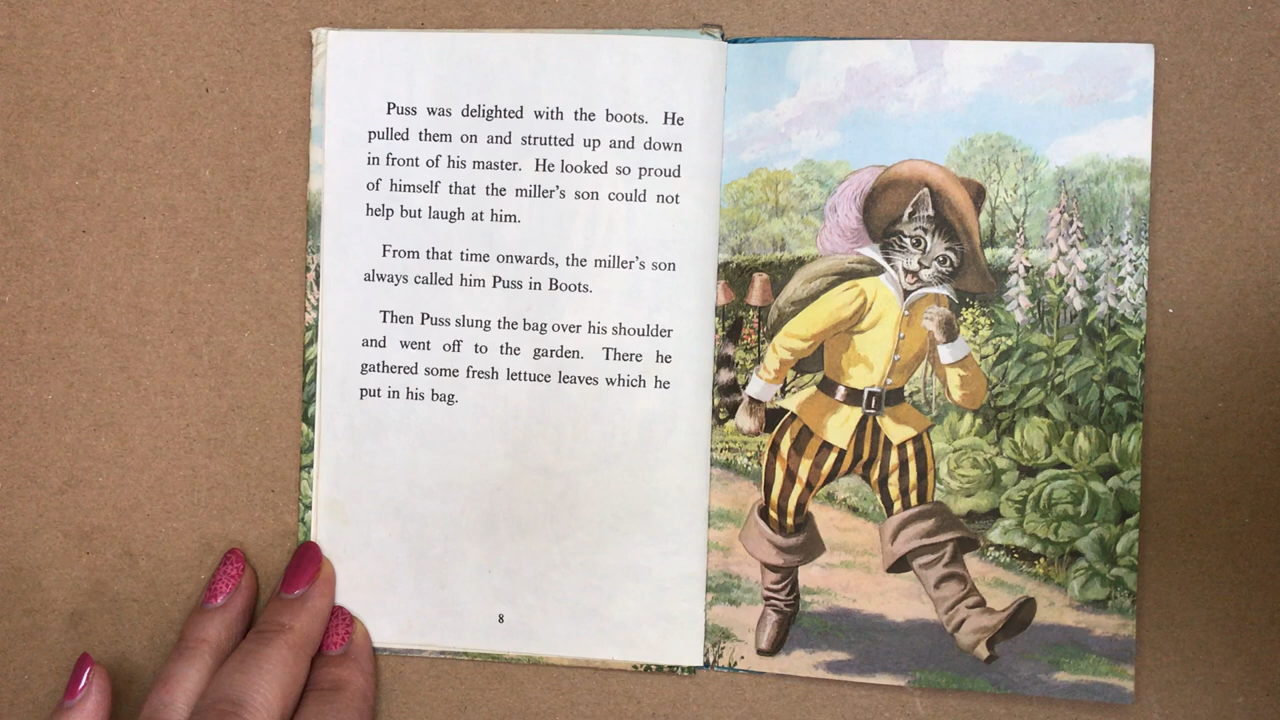 Puss was delighted with the boots. He
pulled them on and strutted up and down
in front of his master. He looked so proud
of himself that the miller's son could not
help but laugh at him.
From that time onwards, the miller's son
always called him Puss in Boots.
Then Puss slung the bag over his shoulder
and went off to the garden. There he
gathered some fresh lettuce leaves which he
put in his bag.
8